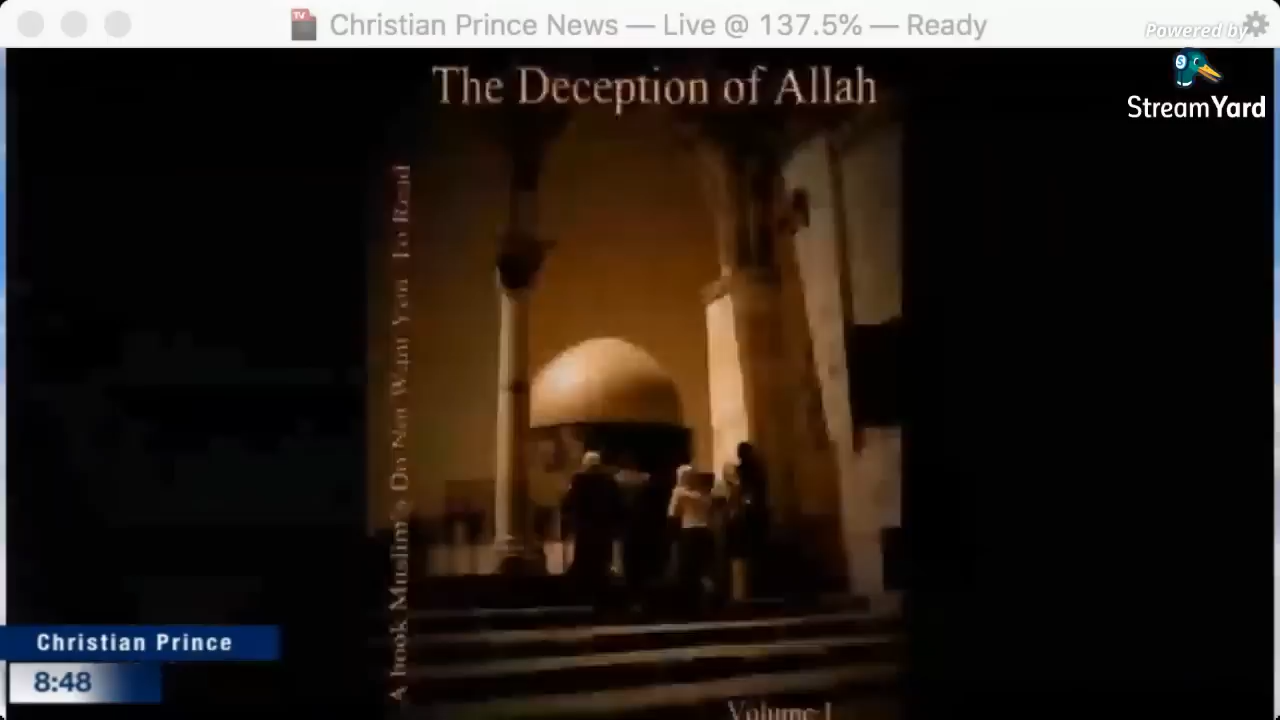 Christian Prince News — Live @ 137.5% — Ready
Powered by
StreamYard
The Deception of Allah
A book Muslim's Do Not Want You To Read
Christian Prince
8:48
Volume I